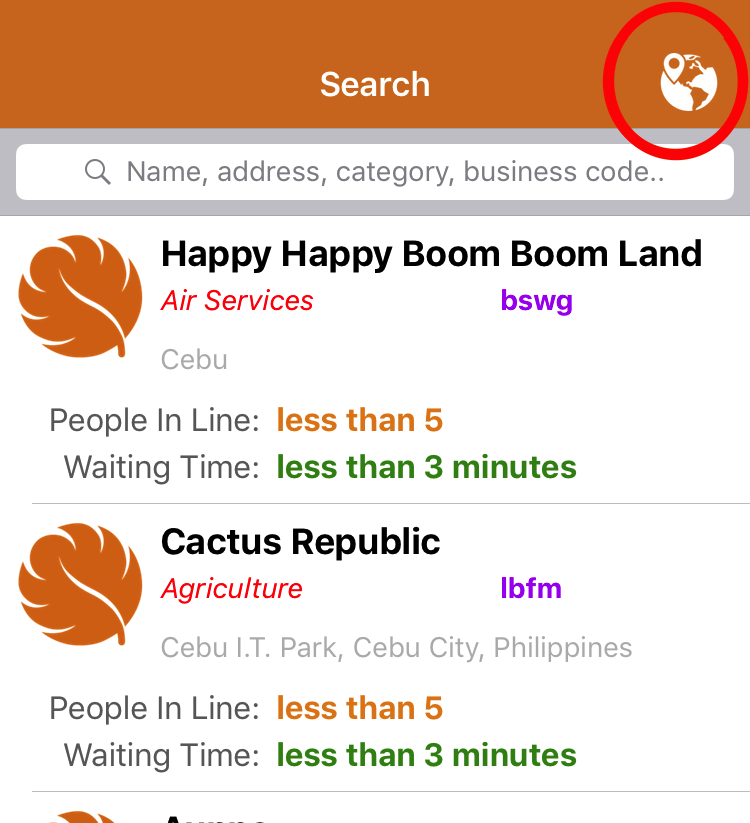 Search
Name, address, category, business code..
Happy Happy Boom Boom Land
Air Services bswg
Cebu
People In Line: less than 5
Waiting Time: less than 3 minutes
Cactus Republic
Agriculture lbfm
Cebu I.T. Park, Cebu City, Philippines
People In Line: less than 5
Waiting Time: less than 3 minutes